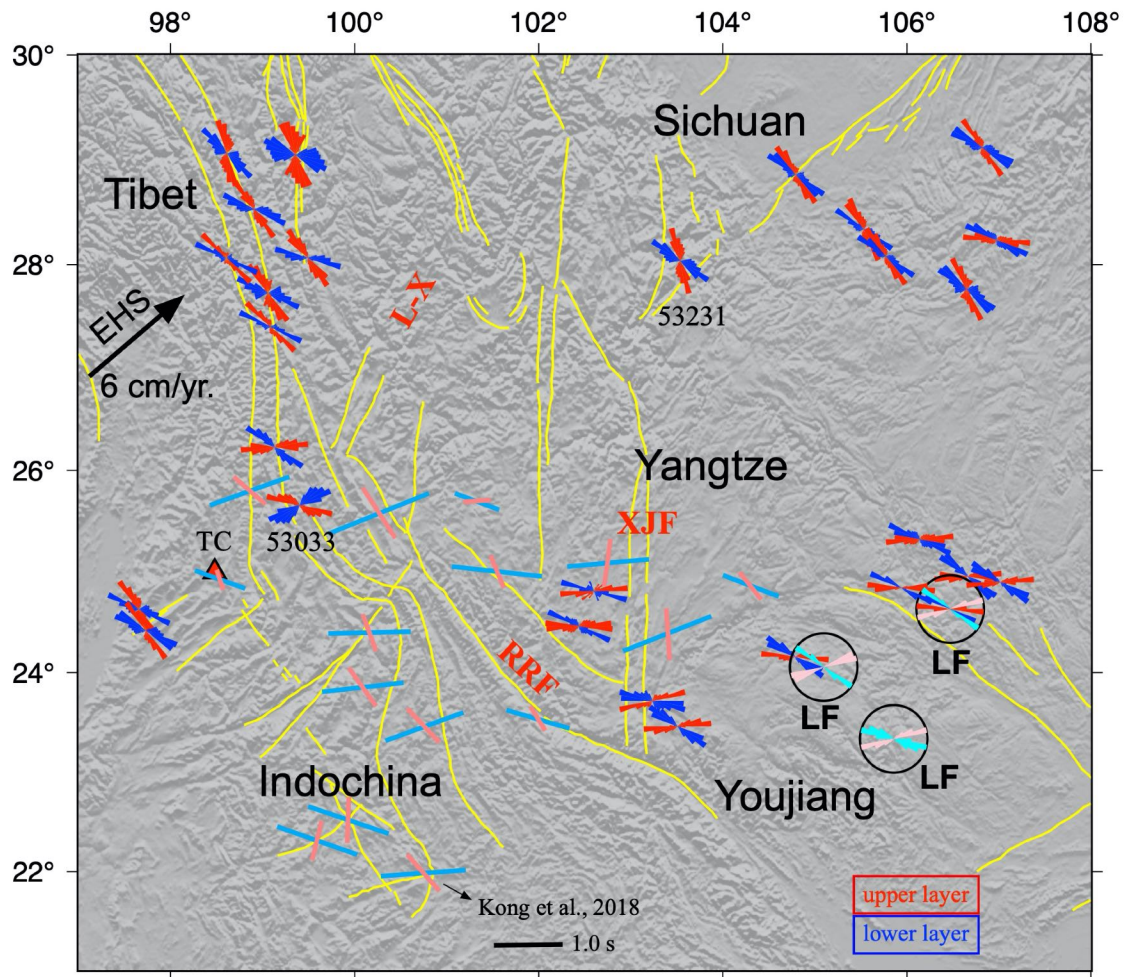 98° 100° 102° 104° 106° 108°
30°
Sichuan
Tibet
28°
L-X
53231
EHS
6 cm/yr.
26°
Yangtze
XJF
TC
53033
24°
RRF
LF
LF
LF
Indochina
Youjiang
22°
upper layer
Kong et al., 2018
lower layer
1.0 s